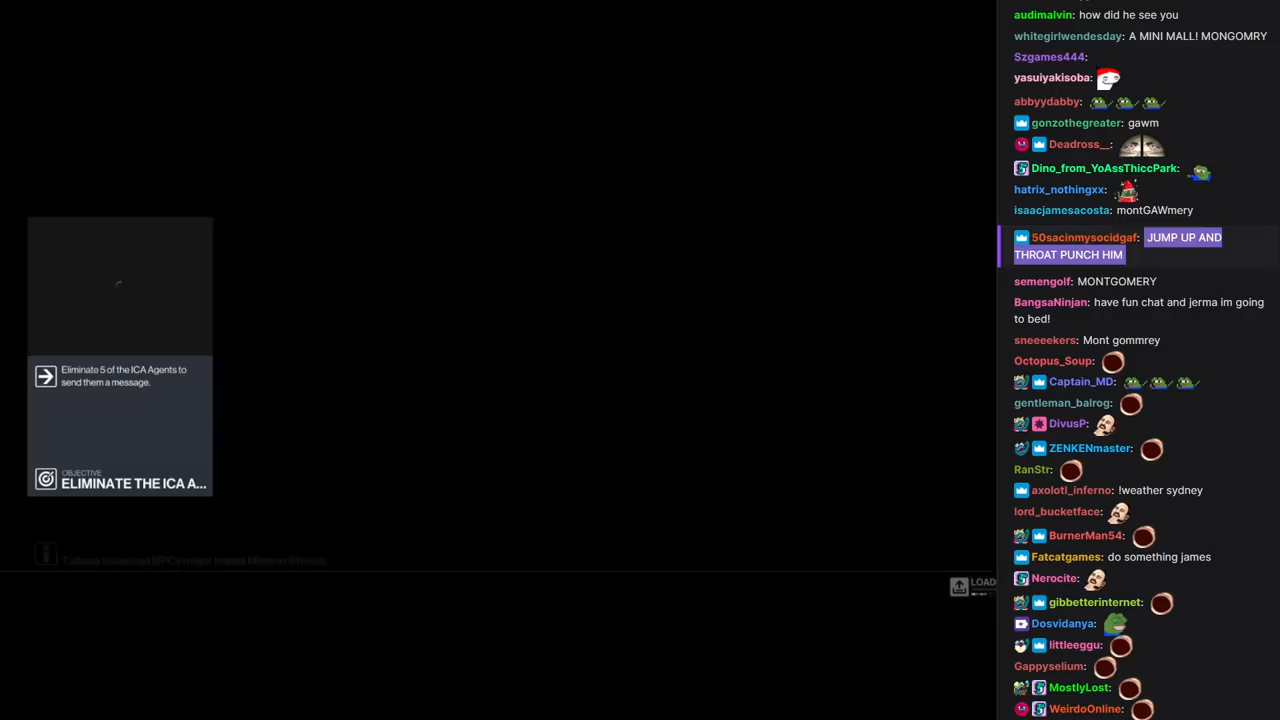 Eliminate 5 of the ICA Agents to
send them a message.
OBJECTIVE
ELIMINATE THE ICA A...
LOAD
audimalvin: how did he see you
whitegirlwendesday: A MINI MALL! MONGOMRY
Szgames444:
yasuiyakisoba:
abbyydabby:
gonzothegreater: gawm
Deadross__:
Dino_from_YoAssThiccPark:
hatrix_nothingxx:
isaacjamesacosta: montGAWmery
50sacinmysocidgaf: JUMP UP AND
THROAT PUNCH HIM
semengolf: MONTGOMERY
BangsaNinjan: have fun chat and jerma im going
to bed!
sneeekers: Mont gommrey
Octopus_Soup:
Captain_MD:
gentleman_balrog:
DivusP:
ZENKENmaster:
RanStr:
axolotl_inferno: !weather sydney
lord_bucketface:
BurnerMan54:
Fatcatgames: do something james
Nerocite:
gibbetterinternet:
Dosvidanya:
littleeggu:
Gappyselium:
MostlyLost:
WeirdoOnline: